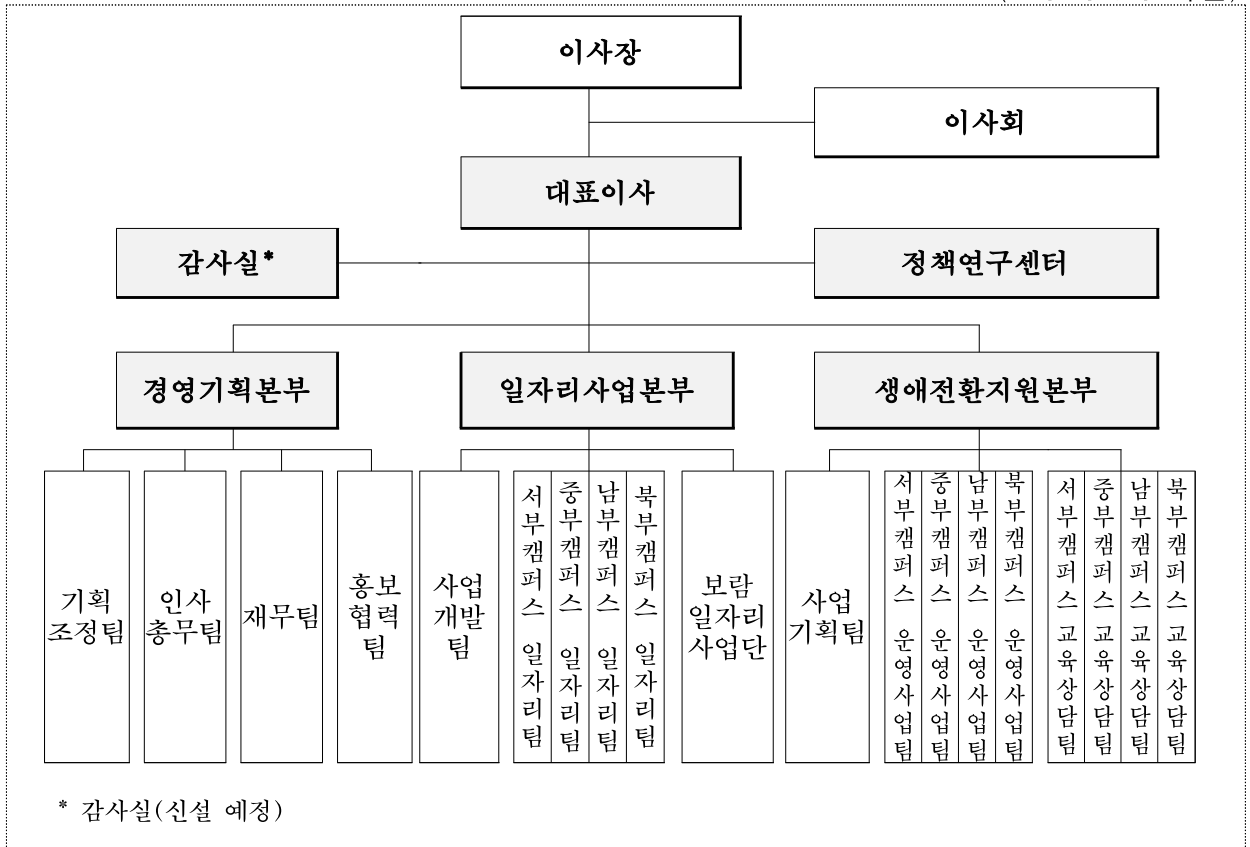 이사장
이사회
대표이사
감사실*
정책연구센터
경영기획본부
일자리사업본부
생애전환지원본부
기획
조정팀
인사
총무팀
재무팀
홍보
협력
팀
사업
개발
팀
서부캠퍼스 일자리팀
중부캠퍼스 일자리팀
남부캠퍼스 일자리팀
북부캠퍼스 일자리팀
보람
일자리
사업단
사업
기획팀
서부캠퍼스 운영사업팀
중부캠퍼스 운영사업팀
남부캠퍼스 운영사업팀
북부캠퍼스 운영사업팀
서부캠퍼스 교육상담팀
중부캠퍼스 교육상담팀
남부캠퍼스 교육상담팀
북부캠퍼스 교육상담팀
* 감사실(신설 예정)